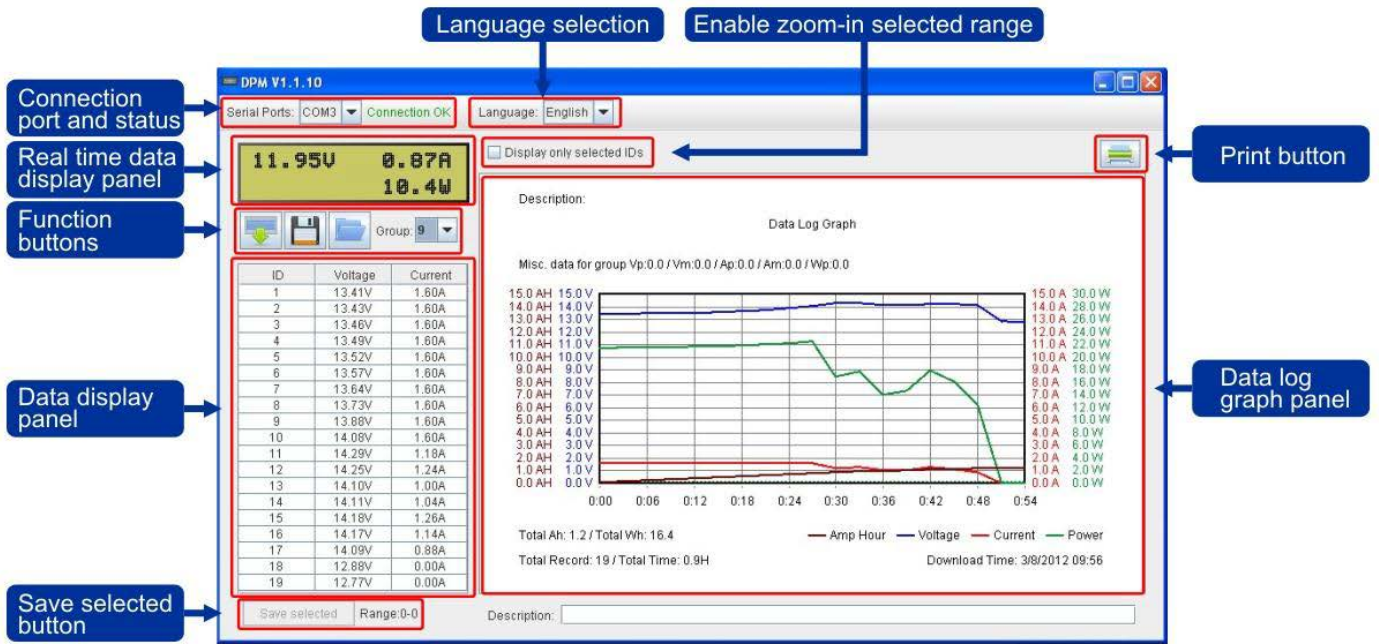 Language selection
Enable zoom-in selected range
DPM V1.1.10
Connection
port and status
Serial Ports: COM3 Connection OK
Language: English
Real time data
display panel
11.95V 0.87A
10.4W
Display only selected IDs
Print button
Function
buttons
Group: 9
Description:
Data Log Graph
Misc. data for group Vp:0.0 / Vm:0.0 / Ap:0.0 / Am:0.0 / Wp:0.0
Data display
panel
ID Voltage Current
1 13.41V 1.60A
2 13.43V 1.60A
3 13.46V 1.60A
4 13.49V 1.60A
5 13.52V 1.60A
6 13.57V 1.60A
7 13.64V 1.60A
8 13.73V 1.60A
9 13.88V 1.60A
10 14.08V 1.60A
11 14.29V 1.18A
12 14.25V 1.24A
13 14.10V 1.00A
14 14.11V 1.04A
15 14.18V 1.26A
16 14.17V 1.14A
17 14.09V 0.88A
18 12.88V 0.00A
19 12.77V 0.00A
15.0 AH 15.0 V 15.0 A 30.0 W
14.0 AH 14.0 V 14.0 A 28.0 W
13.0 AH 13.0 V 13.0 A 26.0 W
12.0 AH 12.0 V 12.0 A 24.0 W
11.0 AH 11.0 V 11.0 A 22.0 W
10.0 AH 10.0 V 10.0 A 20.0 W
9.0 AH 9.0 V 9.0 A 18.0 W
8.0 AH 8.0 V 8.0 A 16.0 W
7.0 AH 7.0 V 7.0 A 14.0 W
6.0 AH 6.0 V 6.0 A 12.0 W
5.0 AH 5.0 V 5.0 A 10.0 W
4.0 AH 4.0 V 4.0 A 8.0 W
3.0 AH 3.0 V 3.0 A 6.0 W
2.0 AH 2.0 V 2.0 A 4.0 W
1.0 AH 1.0 V 1.0 A 2.0 W
0.0 AH 0.0 V 0.0 A 0.0 W
0:00 0:06 0:12 0:18 0:24 0:30 0:36 0:42 0:48 0:54
Data log
graph panel
Total Ah: 1.2 / Total Wh: 16.4
Amp Hour Voltage Current Power
Total Record: 19 / Total Time: 0.9H
Download Time: 3/8/2012 09:56
Save selected
button
Save selected Range:0-0
Description: